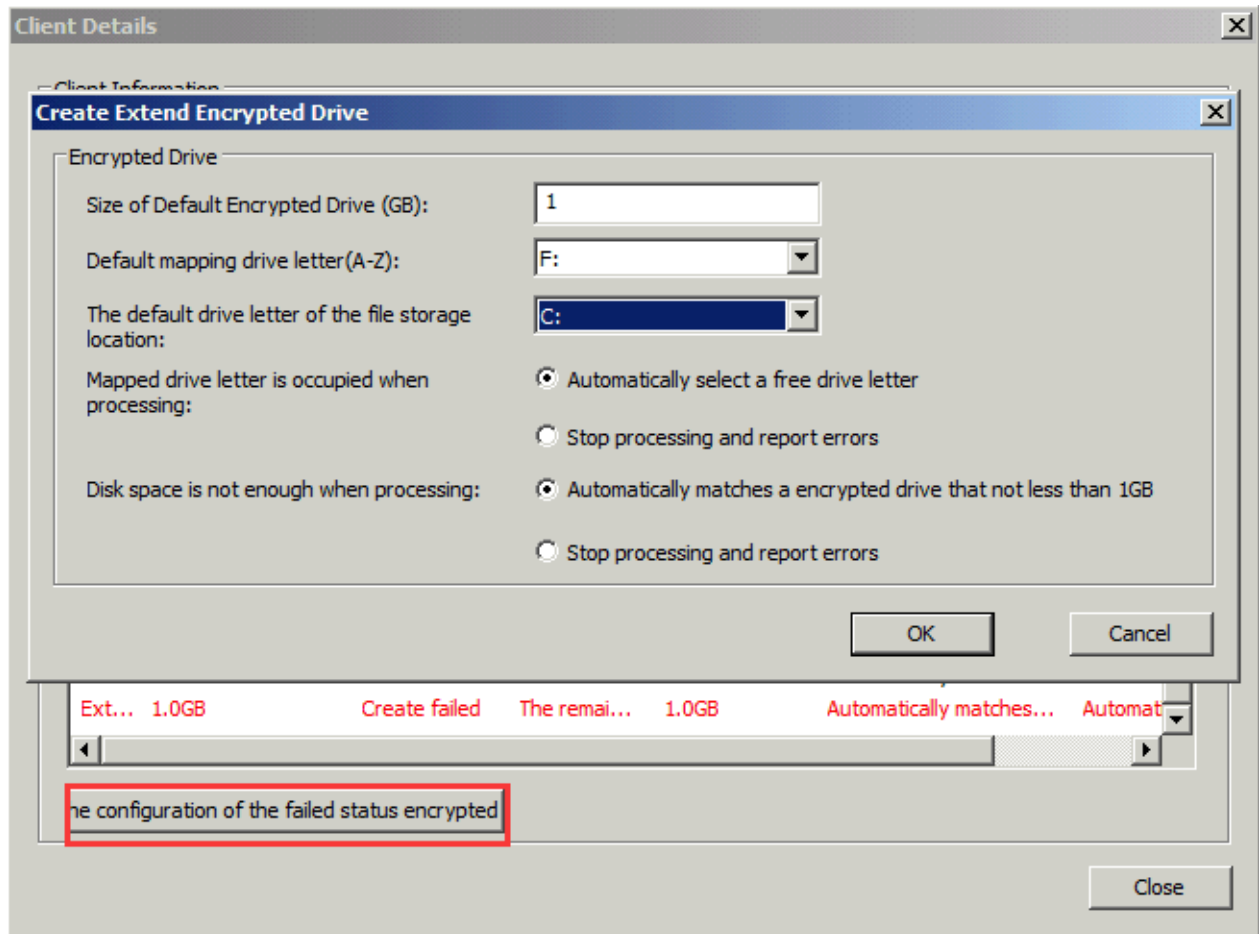 Client Details
Client Information
Create Extend Encrypted Drive
Encrypted Drive
Size of Default Encrypted Drive (GB):
1
Default mapping drive letter(A-Z):
F:
The default drive letter of the file storage
location:
C:
Mapped drive letter is occupied when
processing:
Automatically select a free drive letter
Stop processing and report errors
Disk space is not enough when processing:
Automatically matches a encrypted drive that not less than 1GB
Stop processing and report errors
OK
Cancel
Ext... 1.0GB Create failed The remai... 1.0GB Automatically matches... Automat
he configuration of the failed status encrypted
Close